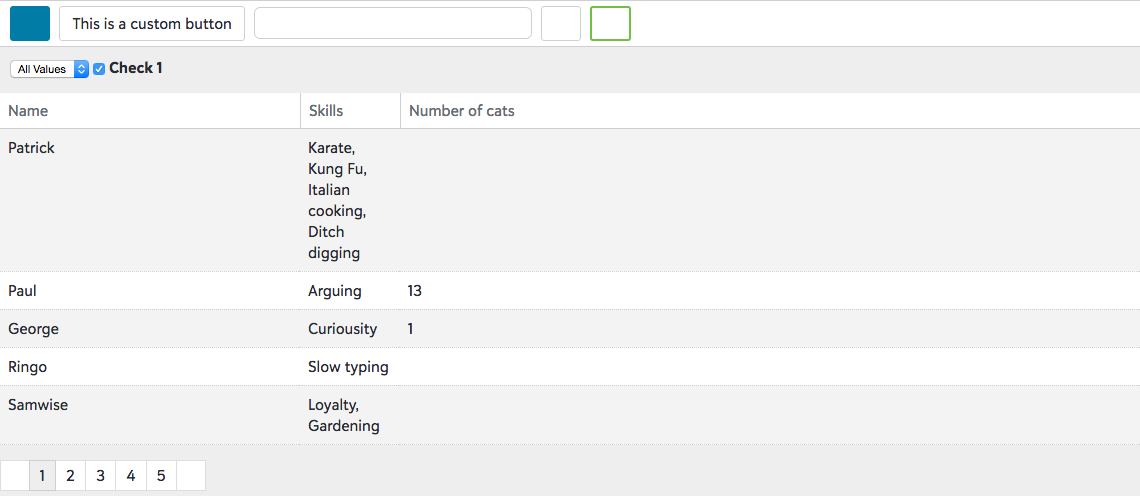 This is a custom button
All Values Check 1
Name Skills Number of cats
Patrick Karate,
Kung Fu,
Italian
cooking,
Ditch
digging
Paul Arguing 13
George Curiousity 1
Ringo Slow typing
Samwise Loyalty,
Gardening
1 2 3 4 5